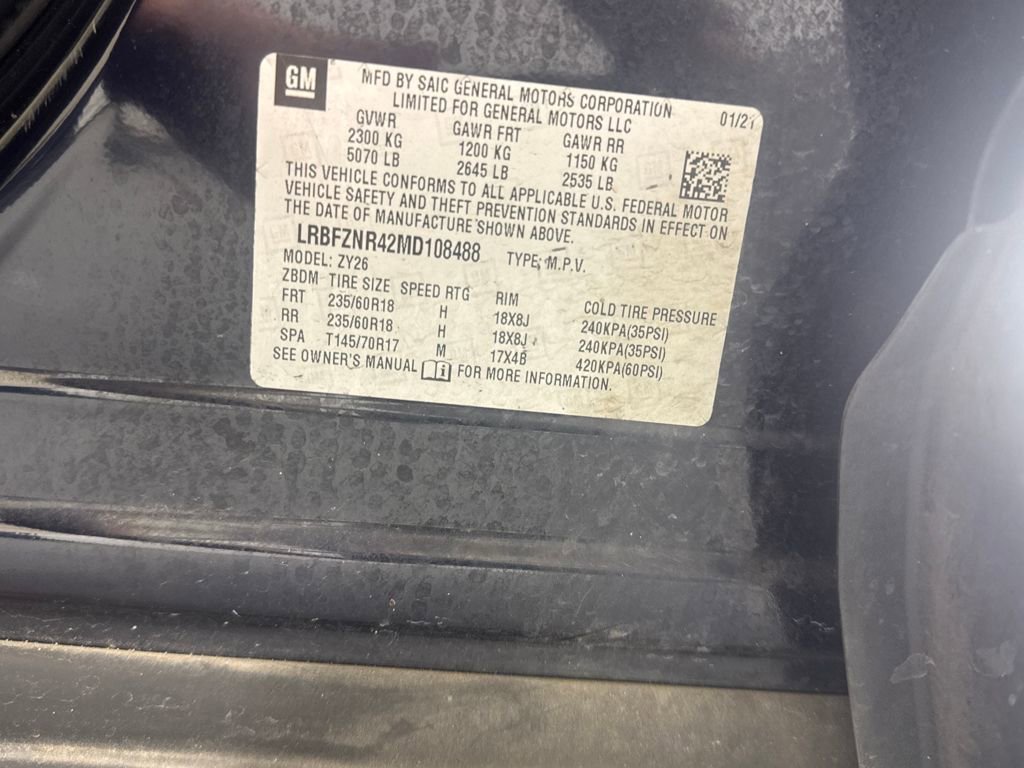 GM
MFD BY SAIC GENERAL MOTORS CORPORATION
LIMITED FOR GENERAL MOTORS LLC 01/21
GVWR GAWR FRT GAWR RR
2300 KG 1200 KG 1150 KG
5070 LB 2645 LB 2535 LB
THIS VEHICLE CONFORMS TO ALL APPLICABLE U.S. FEDERAL MOTOR
VEHICLE SAFETY AND THEFT PREVENTION STANDARDS IN EFFECT ON
THE DATE OF MANUFACTURE SHOWN ABOVE.
LRBFZNR42MD108488 TYPE: M.P.V.
MODEL: ZY26
ZBDM TIRE SIZE SPEED RTG RIM COLD TIRE PRESSURE
FRT 235/60R18 H 18X8J 240KPA(35PSI)
RR 235/60R18 H 18X8J 240KPA(35PSI)
SPA T145/70R17 M 17X4B 420KPA(60PSI)
SEE OWNER'S MANUAL FOR MORE INFORMATION.